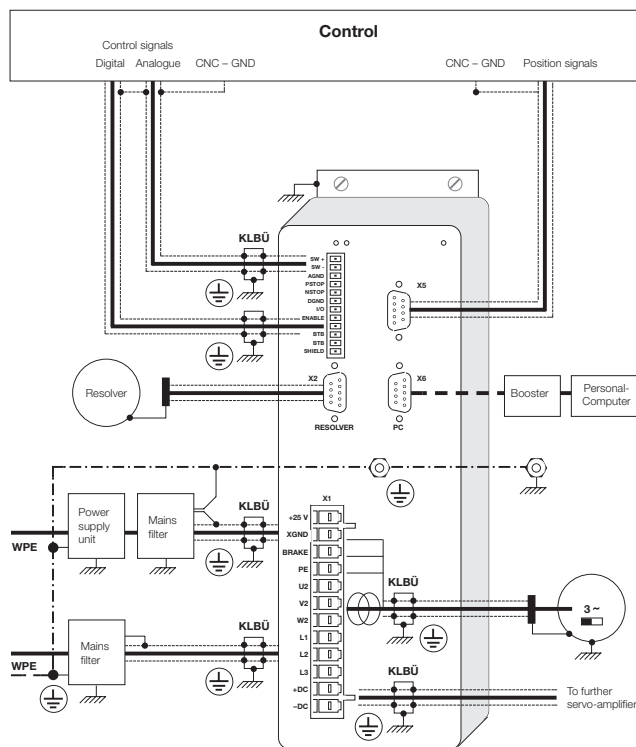 Control
Control signals
Digital Analogue CNC – GND
CNC – GND Position signals
KLBÜ
SW +
SW -
AGND
PSTOP
NSTOP
DGND
I/O
ENABLE
BTB
BTB
SHIELD
X5
Resolver
X2
RESOLVER
X6
PC
Booster
Personal-
Computer
Power
supply
unit
Mains
filter
WPE
KLBÜ
X1
+25 V
XGND
BRAKE
PE
U2
V2
W2
L1
L2
L3
+DC
–DC
KLBÜ
3 ~
Mains
filter
WPE
KLBÜ
KLBÜ
To further
servo-amplifier